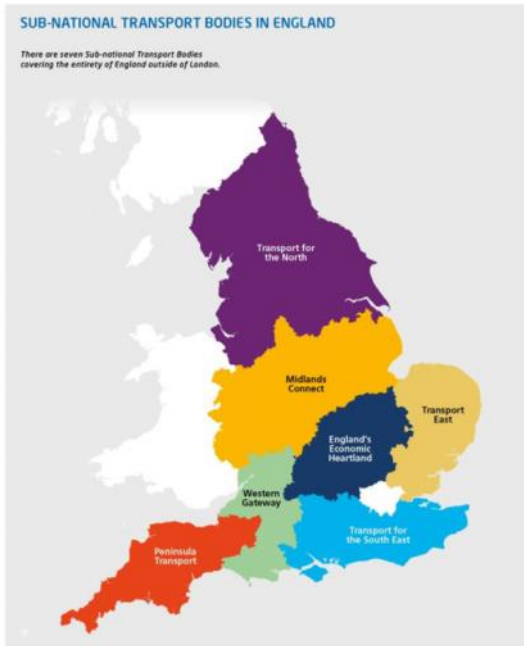 SUB-NATIONAL TRANSPORT BODIES IN ENGLAND
There are seven Sub-national Transport Bodies
covering the entirety of England outside of London.
Transport for
the North
Midlands
Connect
Transport
East
England's
Economic
Heartland
Western
Gateway
Transport for
the South East
Peninsula
Transport